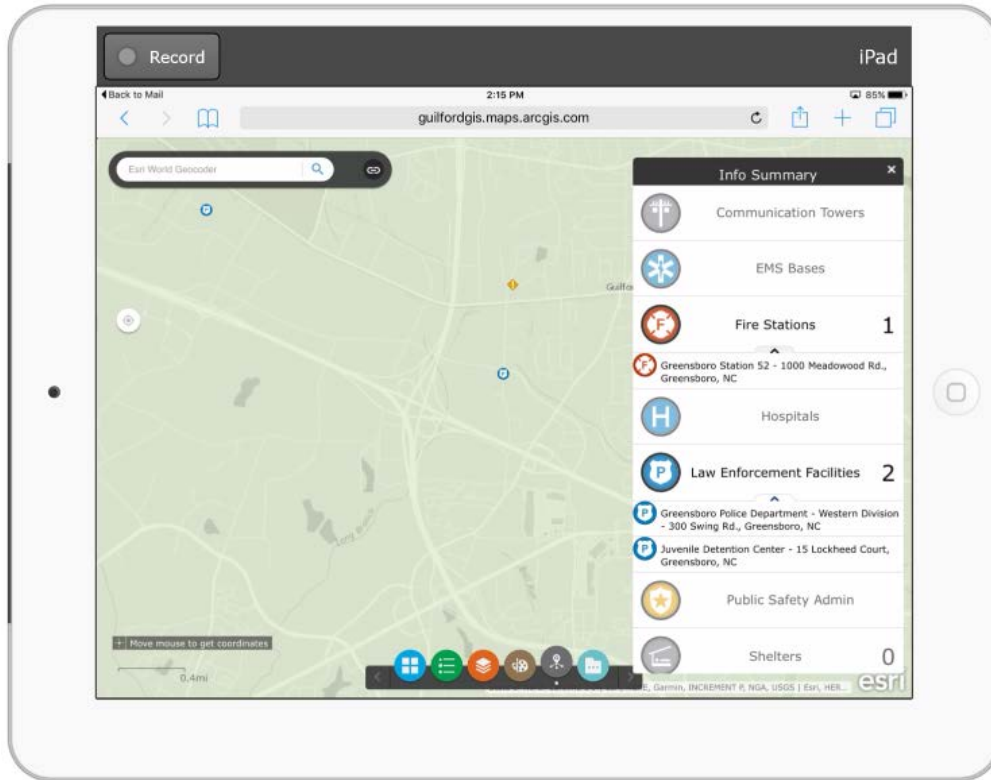 Record
iPad
Back to Mail
2:15 PM
85%
guilfordgis.maps.arcgis.com
Esri World Geocoder
Info Summary
Communication Towers
EMS Bases
Fire Stations 1
Greensboro Station 52 - 1000 Meadowood Rd.,
Greensboro, NC
Hospitals
Law Enforcement Facilities 2
Greensboro Police Department - Western Division
- 300 Swing Rd., Greensboro, NC
Juvenile Detention Center - 15 Lockheed Court,
Greensboro, NC
Public Safety Admin
Shelters 0
Long Branch
Move mouse to get coordinates
0.4mi
Garmin, INCREMENT P, NGA, USGS | Esri, HER...
esri